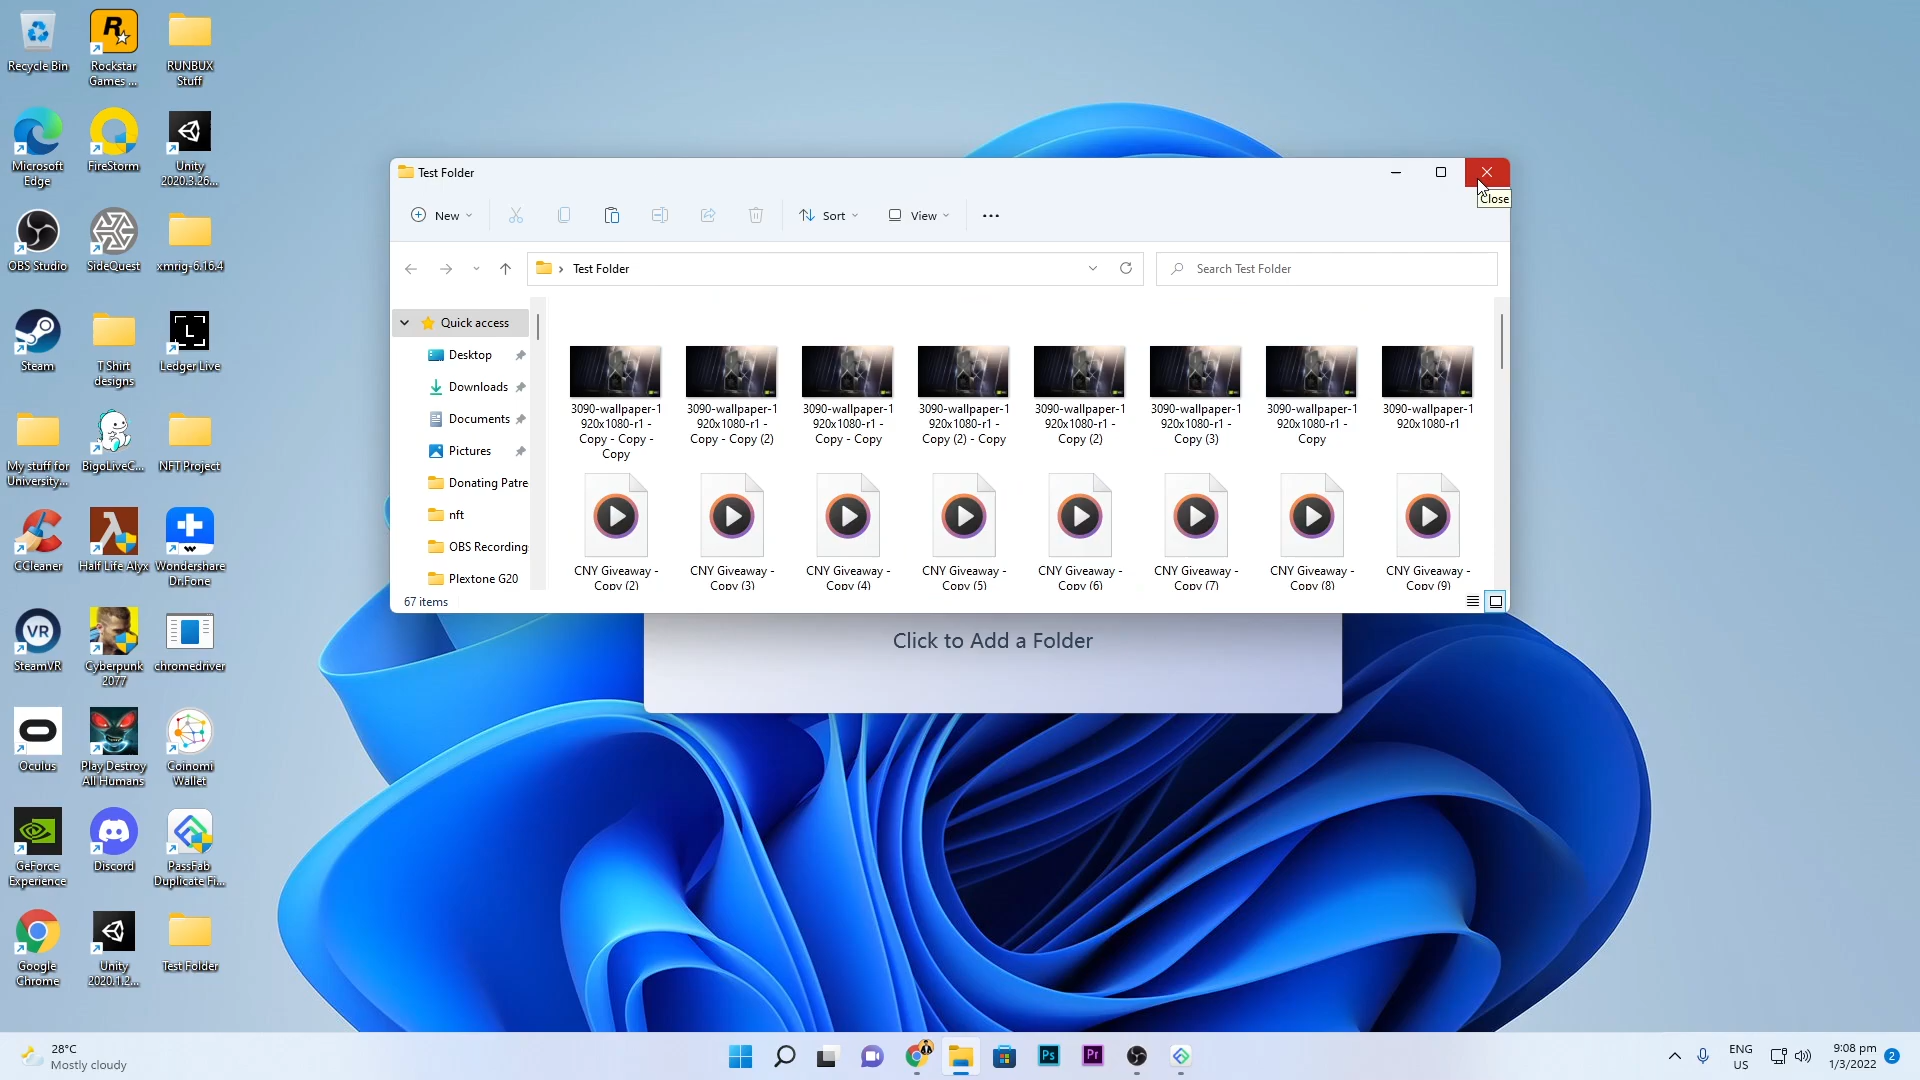 Recycle Bin
Rockstar
Games ...
RUNBUX
Stuff
Microsoft
Edge
FireStorm
Unity
2020.3.26...
OBS Studio
SideQuest
xmrig-6.16.4
Steam
T Shirt
designs
Ledger Live
My stuff for
University...
BigoLiveC...
NFT Project
CCleaner
Half Life Alyx
Wondershare
Dr.Fone
SteamVR
Cyberpunk
2077
chromedriver
Oculus
Play Destroy
All Humans
Coinomi
Wallet
GeForce
Experience
Discord
PassFab
Duplicate Fi...
Google
Chrome
Unity
2020.1.2...
Test Folder
Test Folder
Close
New
Sort
View
Test Folder
Search Test Folder
Quick access
Desktop
Downloads
Documents
Pictures
Donating Patre
nft
OBS Recording
Plextone G20
3090-wallpaper-1
920x1080-r1 -
Copy - Copy -
Copy
3090-wallpaper-1
920x1080-r1 -
Copy - Copy (2)
3090-wallpaper-1
920x1080-r1 -
Copy - Copy
3090-wallpaper-1
920x1080-r1 -
Copy (2) - Copy
3090-wallpaper-1
920x1080-r1 -
Copy (2)
3090-wallpaper-1
920x1080-r1 -
Copy (3)
3090-wallpaper-1
920x1080-r1 -
Copy
3090-wallpaper-1
920x1080-r1
CNY Giveaway -
Copy (2)
CNY Giveaway -
Copy (3)
CNY Giveaway -
Copy (4)
CNY Giveaway -
Copy (5)
CNY Giveaway -
Copy (6)
CNY Giveaway -
Copy (7)
CNY Giveaway -
Copy (8)
CNY Giveaway -
Copy (9)
67 items
Click to Add a Folder
28°C
Mostly cloudy
Ps
Pr
ENG
US
9:08 pm
1/3/2022
2